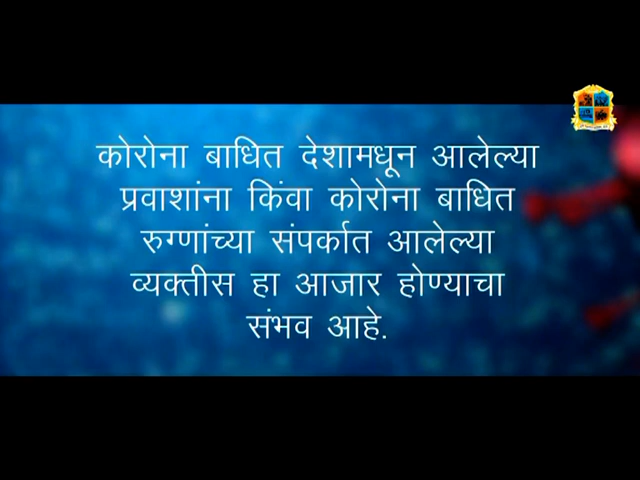 कोरोना बाधित देशामधून आलेल्या
प्रवाशांना किंवा कोरोना बाधित
रुग्णांच्या संपर्कात आलेल्या
व्यक्तीस हा आजार होण्याचा
संभव आहे.